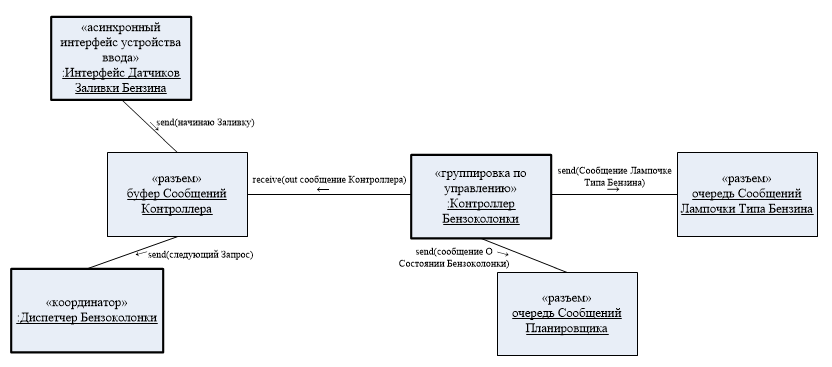 «асинхронный
интерфейс устройства
ввода»
:Интерфейс Датчиков
Заливки Бензина
send(начинаю Заливку)
«разъем»
буфер Сообщений
Контроллера
receive(out сообщение Контроллера)
«группировка по
управлению»
:Контроллер
Бензоколонки
send(Сообщение Лампочке
Типа Бензина)
«разъем»
очередь Сообщений
Лампочки Типа Бензина
send(следующий Запрос)
send(сообщение О
Состоянии Бензоколонки)
«координатор»
:Диспетчер Бензоколонки
«разъем»
очередь Сообщений
Планировщика